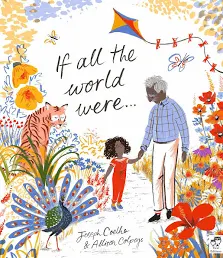 If all the
world
were...
Joseph Coelho
& Allison Colpoys